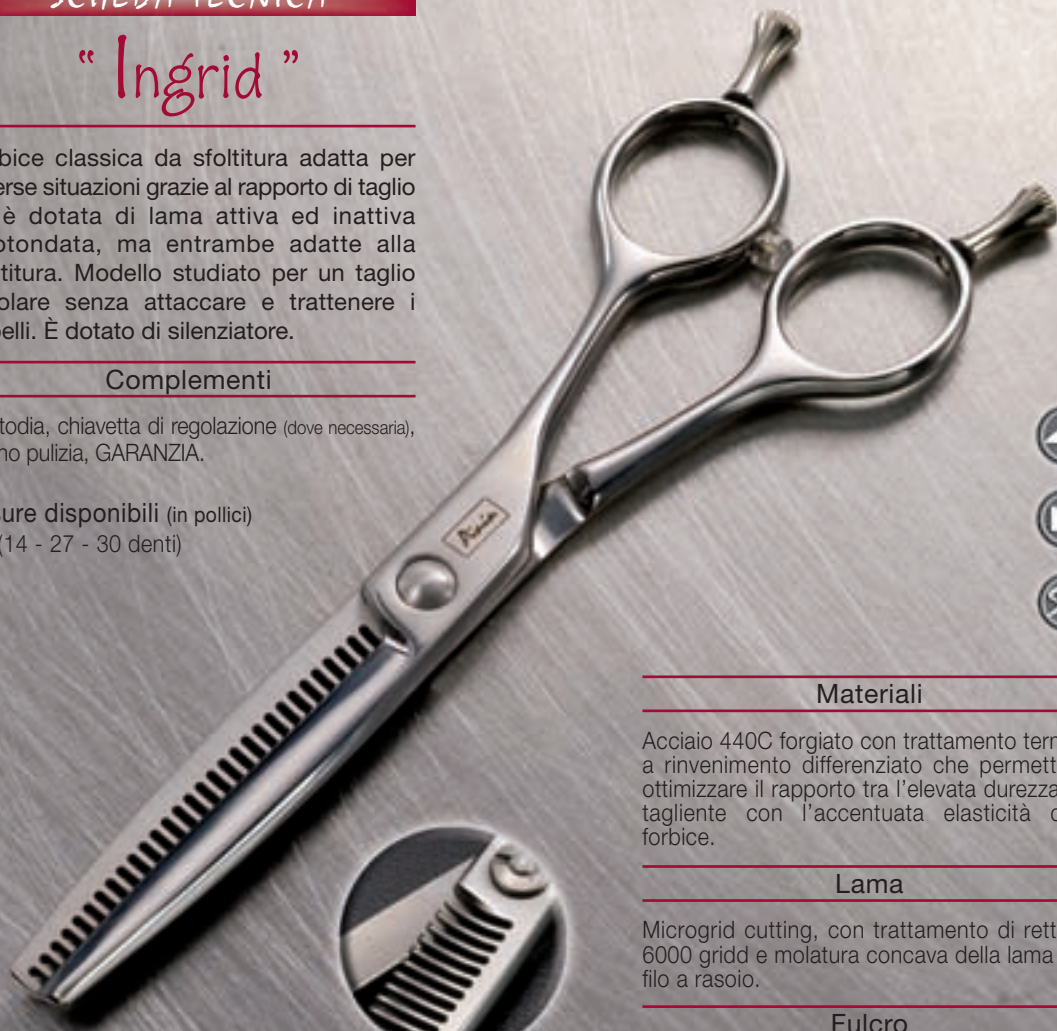 SCHEDA TECNICA
“ Ingrid ”
bice classica da sfoltitura adatta per
erse situazioni grazie al rapporto di taglio
è dotata di lama attiva ed inattiva
otondata, ma entrambe adatte alla
titura. Modello studiato per un taglio
olare senza attaccare e trattenere i
elli. È dotato di silenziatore.
Complementi
todia, chiavetta di regolazione (dove necessaria),
no pulizia, GARANZIA.
ure disponibili (in pollici)
(14 - 27 - 30 denti)
Materiali
Acciaio 440C forgiato con trattamento term
a rinvenimento differenziato che permett
ottimizzare il rapporto tra l’elevata durezza
tagliente con l’accentuata elasticità d
forbice.
Lama
Microgrid cutting, con trattamento di rett
6000 gridd e molatura concava della lama
filo a rasoio.
Fulcro